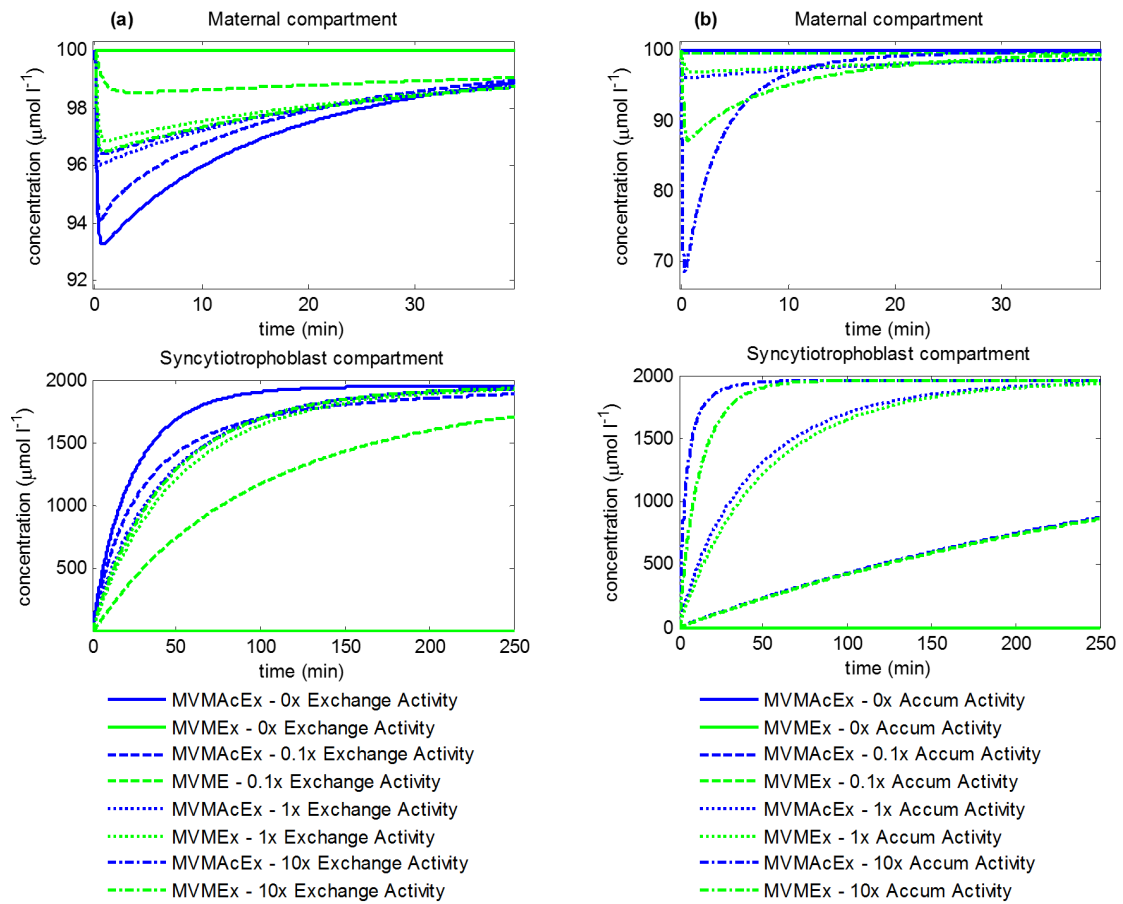 (a) Maternal compartment
concentration (µmol l⁻¹)
100
98
96
94
92
0 10 20 30
time (min)
Syncytiotrophoblast compartment
concentration (µmol l⁻¹)
2000
1500
1000
500
0 50 100 150 200 250
time (min)
MVMAcEx - 0x Exchange Activity
MVMEx - 0x Exchange Activity
MVMAcEx - 0.1x Exchange Activity
MVME - 0.1x Exchange Activity
MVMAcEx - 1x Exchange Activity
MVMEx - 1x Exchange Activity
MVMAcEx - 10x Exchange Activity
MVMEx - 10x Exchange Activity
(b) Maternal compartment
concentration (µmol l⁻¹)
100
90
80
70
0 10 20 30
time (min)
Syncytiotrophoblast compartment
concentration (µmol l⁻¹)
2000
1500
1000
500
0
0 50 100 150 200 250
time (min)
MVMAcEx - 0x Accum Activity
MVMEx - 0x Accum Activity
MVMAcEx - 0.1x Accum Activity
MVMEx - 0.1x Accum Activity
MVMAcEx - 1x Accum Activity
MVMEx - 1x Accum Activity
MVMAcEx - 10x Accum Activity
MVMEx - 10x Accum Activity